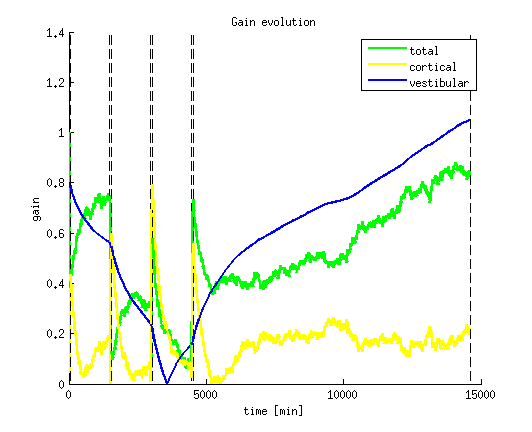 Gain evolution
total
cortical
vestibular
1.4
1.2
1
0.8
0.6
0.4
0.2
0
gain
0
5000
10000
15000
time [min]